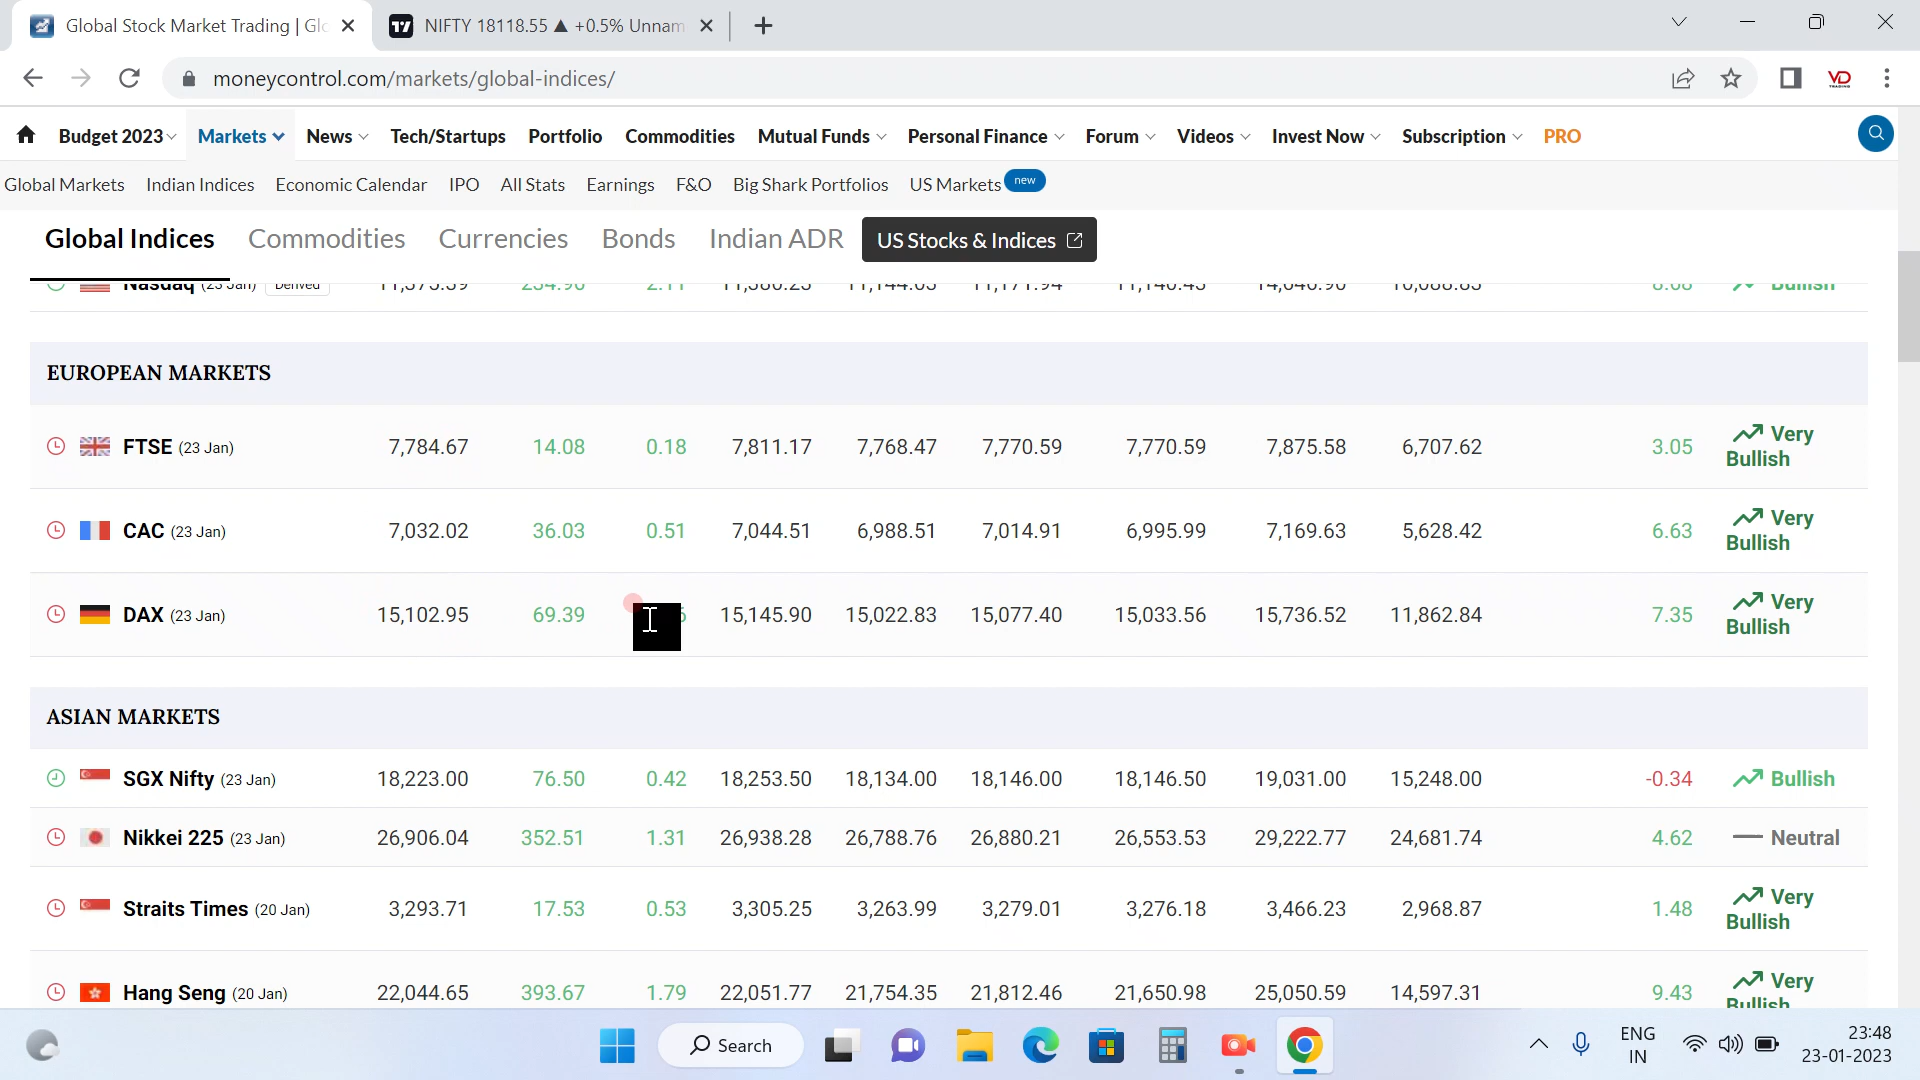 Global Stock Market Trading | Glo
NIFTY 18118.55 ▲ +0.5% Unnam
moneycontrol.com/markets/global-indices/
VD
Budget 2023 Markets News Tech/Startups Portfolio Commodities Mutual Funds Personal Finance Forum Videos Invest Now Subscription PRO
Global Markets Indian Indices Economic Calendar IPO All Stats Earnings F&O Big Shark Portfolios US Markets new
Global Indices Commodities Currencies Bonds Indian ADR US Stocks & Indices
Nasdaq (23 Jan) Derived Bullish
EUROPEAN MARKETS
FTSE (23 Jan) 7,784.67 14.08 0.18 7,811.17 7,768.47 7,770.59 7,770.59 7,875.58 6,707.62 3.05 Very Bullish
CAC (23 Jan) 7,032.02 36.03 0.51 7,044.51 6,988.51 7,014.91 6,995.99 7,169.63 5,628.42 6.63 Very Bullish
DAX (23 Jan) 15,102.95 69.39 15,145.90 15,022.83 15,077.40 15,033.56 15,736.52 11,862.84 7.35 Very Bullish
ASIAN MARKETS
SGX Nifty (23 Jan) 18,223.00 76.50 0.42 18,253.50 18,134.00 18,146.00 18,146.50 19,031.00 15,248.00 -0.34 Bullish
Nikkei 225 (23 Jan) 26,906.04 352.51 1.31 26,938.28 26,788.76 26,880.21 26,553.53 29,222.77 24,681.74 4.62 Neutral
Straits Times (20 Jan) 3,293.71 17.53 0.53 3,305.25 3,263.99 3,279.01 3,276.18 3,466.23 2,968.87 1.48 Very Bullish
Hang Seng (20 Jan) 22,044.65 393.67 1.79 22,051.77 21,754.35 21,812.46 21,650.98 25,050.59 14,597.31 9.43 Very Bullish
Search
ENG
IN
23:48
23-01-2023